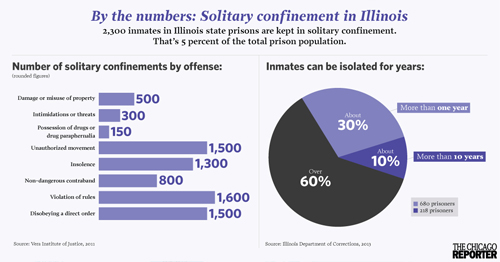 By the numbers: Solitary confinement in Illinois
2,300 inmates in Illinois state prisons are kept in solitary confinement.
That's 5 percent of the total prison population.
Number of solitary confinements by offense:
(rounded figures)
Damage or misuse of property 500
Intimidations or threats 300
Possession of drugs or
drug paraphernalia 150
Unauthorized movement 1,500
Insolence 1,300
Non-dangerous contraband 800
Violation of rules 1,600
Disobeying a direct order 1,500
Source: Vera Institute of Justice, 2012
Inmates can be isolated for years:
About
30%
More than one year
About
10%
More than 10 years
Over
60%
680 prisoners
218 prisoners
Source: Illinois Department of Corrections, 2013
THE CHICAGO
REPORTER